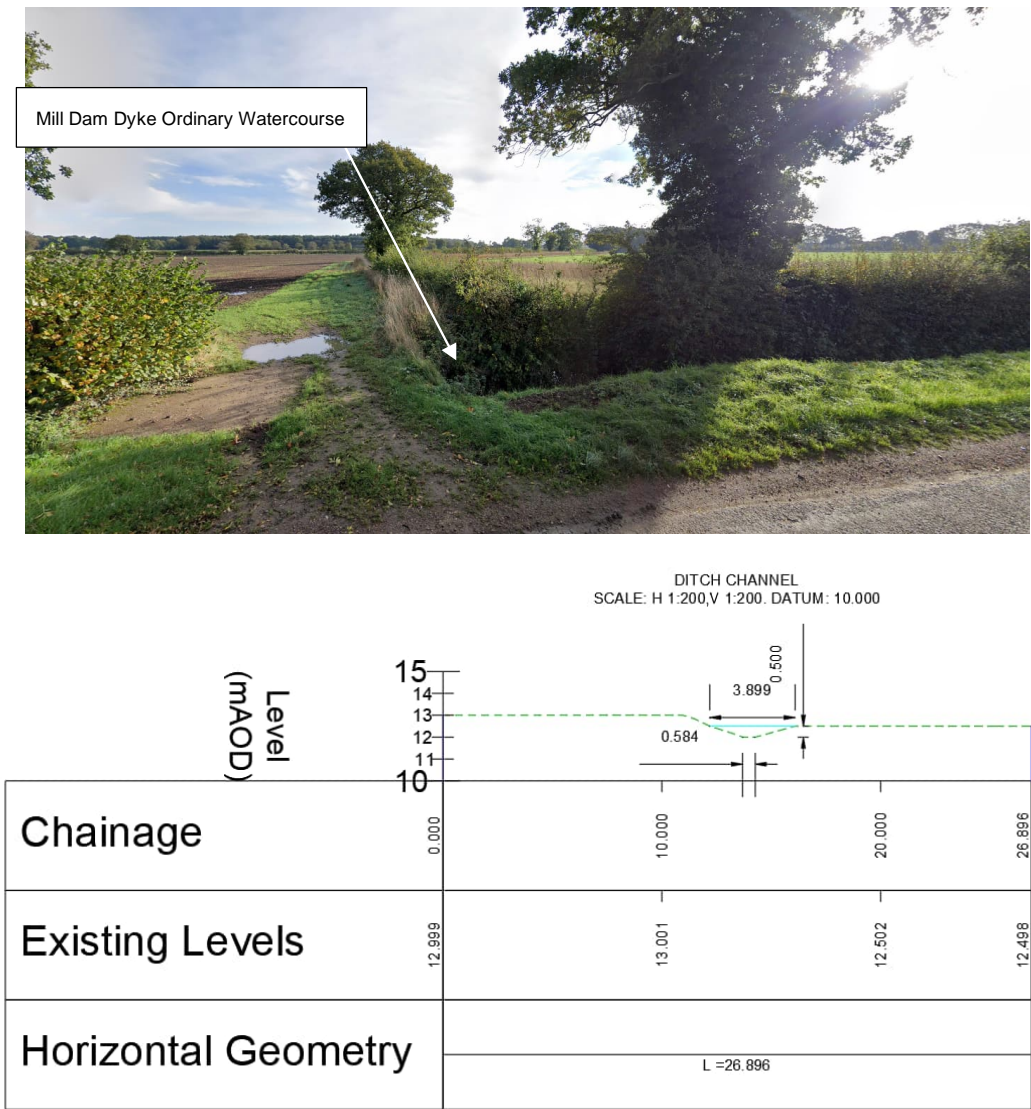 Mill Dam Dyke Ordinary Watercourse
DITCH CHANNEL
SCALE: H 1:200,V 1:200. DATUM: 10.000
Level
(mAOD)
15
14
13
12
11
10
0.500
3.899
0.584
Chainage
0.000
10.000
20.000
26.896
Existing Levels
12.999
13.001
12.502
12.498
Horizontal Geometry
L =26.896